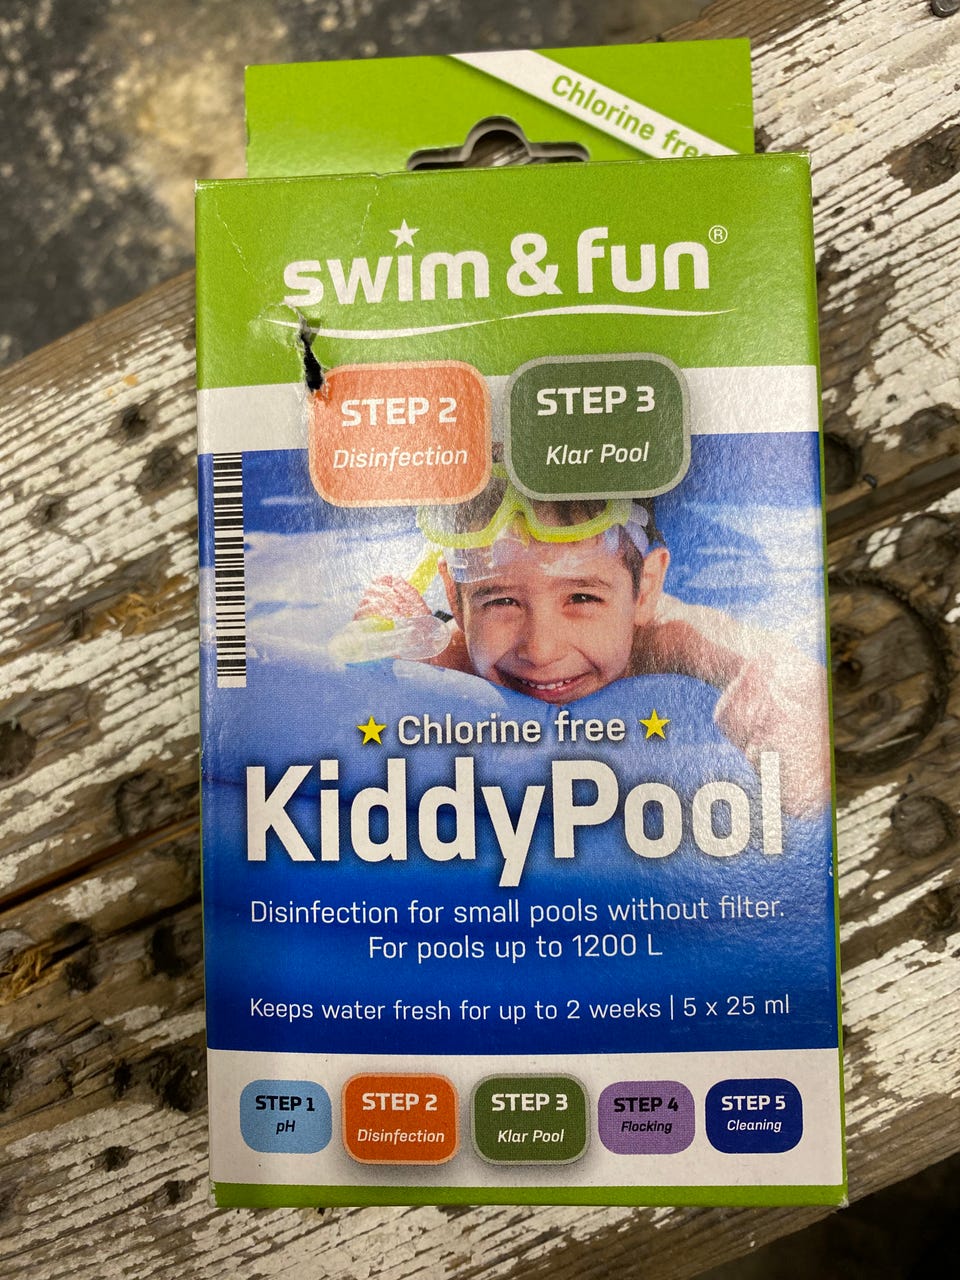 Chlorine free
swim & fun®
STEP 2
Disinfection
STEP 3
Klar Pool
Chlorine free
KiddyPool
Disinfection for small pools without filter.
For pools up to 1200 L
Keeps water fresh for up to 2 weeks | 5 x 25 ml
STEP 1
pH
STEP 2
Disinfection
STEP 3
Klar Pool
STEP 4
Flocking
STEP 5
Cleaning